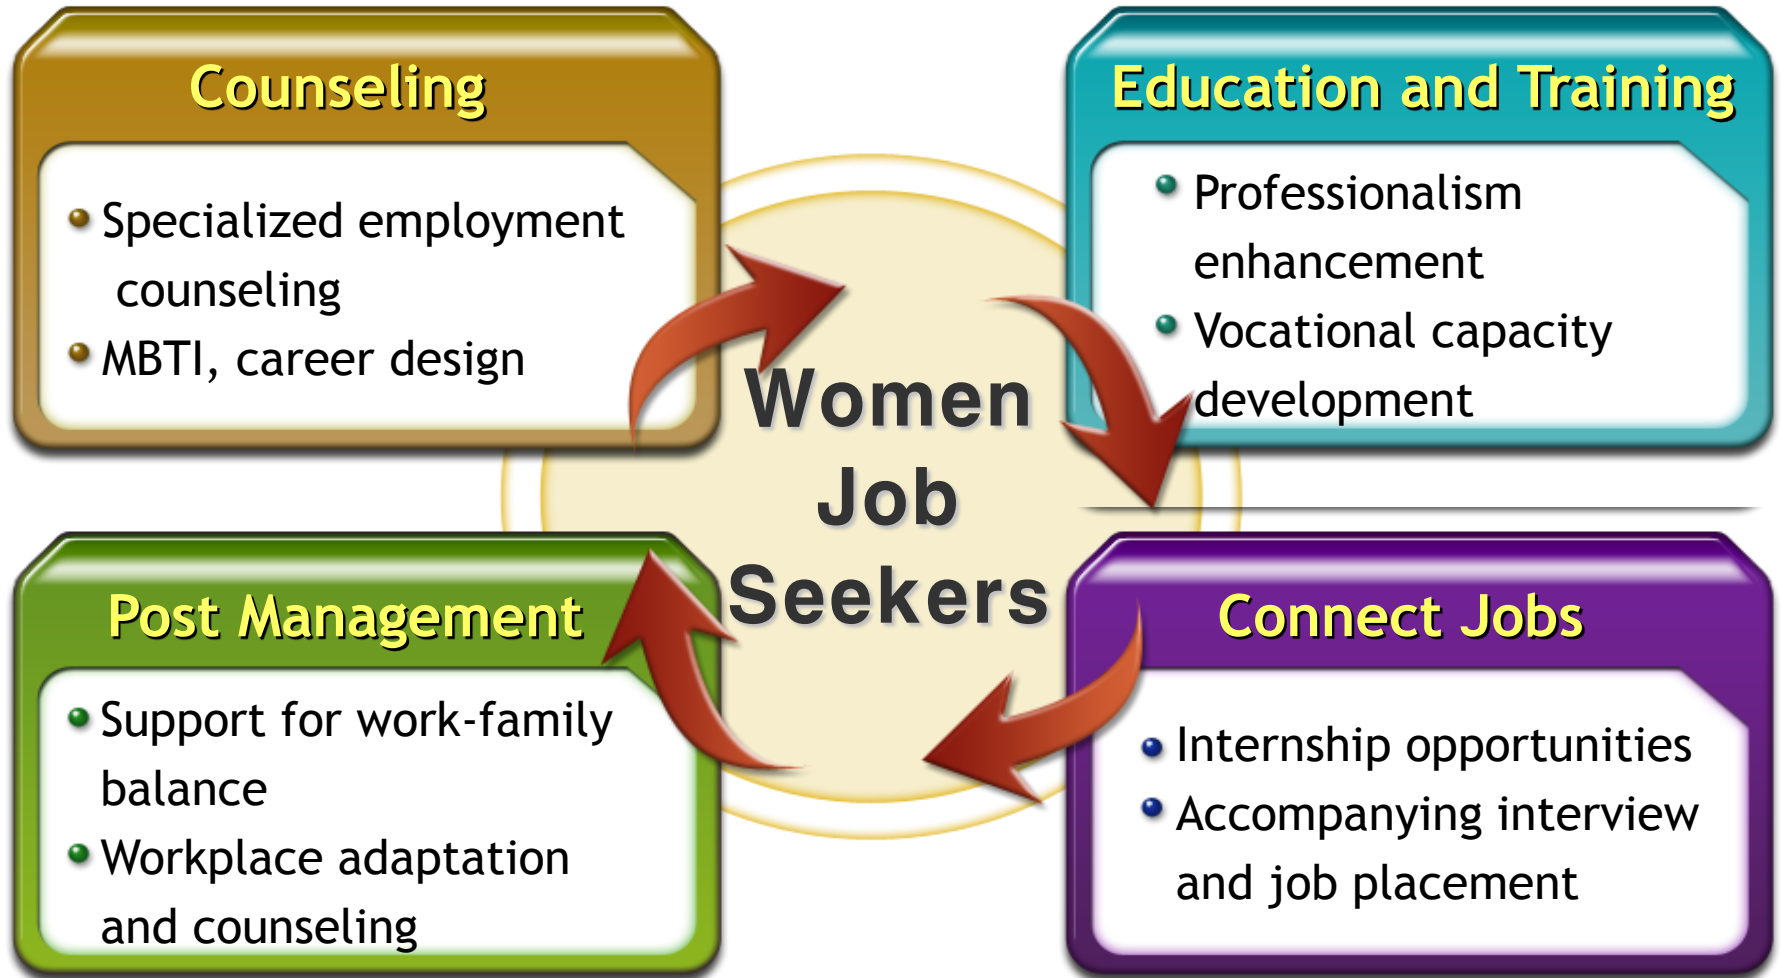 Counseling
Specialized employment
counseling
MBTI, career design
Education and Training
Professionalism
enhancement
Vocational capacity
development
Women
Job
Seekers
Post Management
Support for work-family
balance
Workplace adaptation
and counseling
Connect Jobs
Internship opportunities
Accompanying interview
and job placement